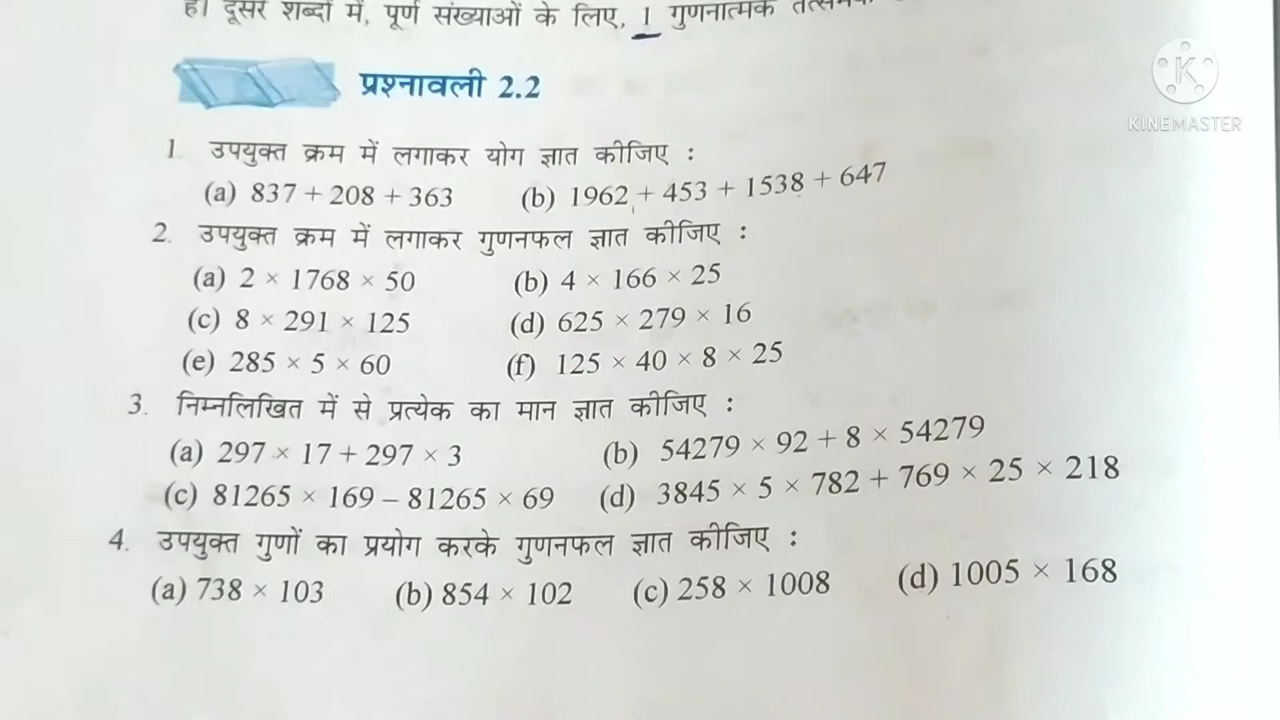 है। दूसरे शब्दों में, पूर्ण संख्याओं के लिए, 1 गुणनात्मक
प्रश्नावली 2.2
KINEMASTER
1. उपयुक्त क्रम में लगाकर योग ज्ञात कीजिए :
(a) 837 + 208 + 363 (b) 1962 + 453 + 1538 + 647
2. उपयुक्त क्रम में लगाकर गुणनफल ज्ञात कीजिए :
(a) 2 × 1768 × 50 (b) 4 × 166 × 25
(c) 8 × 291 × 125 (d) 625 × 279 × 16
(e) 285 × 5 × 60 (f) 125 × 40 × 8 × 25
3. निम्नलिखित में से प्रत्येक का मान ज्ञात कीजिए :
(a) 297 × 17 + 297 × 3 (b) 54279 × 92 + 8 × 54279
(c) 81265 × 169 – 81265 × 69 (d) 3845 × 5 × 782 + 769 × 25 × 218
4. उपयुक्त गुणों का प्रयोग करके गुणनफल ज्ञात कीजिए :
(a) 738 × 103 (b) 854 × 102 (c) 258 × 1008 (d) 1005 × 168